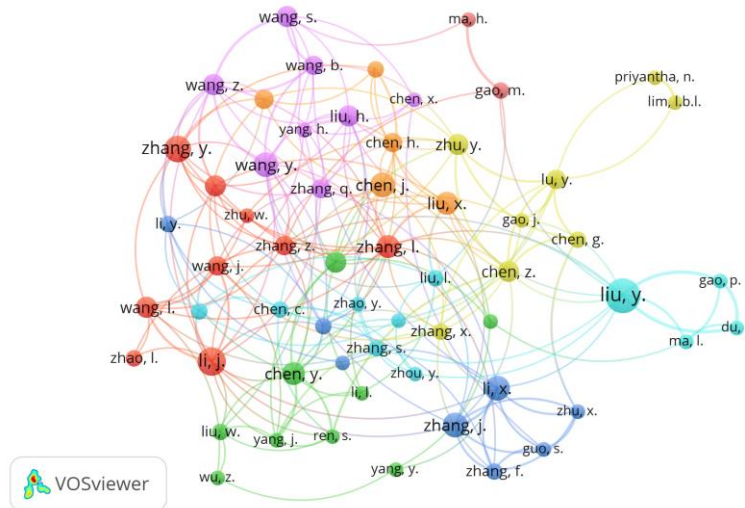 wang, s.
ma, h.
wang, b.
priyantha, n.
wang, z.
chen, x.
gao, m.
lim, l.b.l.
liu, h.
yang, h.
zhang, y.
chen, h.
zhu, y.
wang, y.
lu, y.
zhang, q.
chen, j.
zhu, w.
liu, x.
gao, j.
li, y.
chen, g.
zhang, z.
zhang, l.
wang, j.
liu, l.
chen, z.
gao, p.
liu, y.
wang, l.
chen, c.
zhao, y.
du,
zhang, x.
ma, l.
zhang, s.
zhao, l.
li, j.
chen, y.
zhou, y.
li, l.
li, x.
zhu, x.
liu, w.
zhang, j.
yang, j.
ren, s.
guo, s.
wu, z.
yang, y.
zhang, f.
VOSviewer